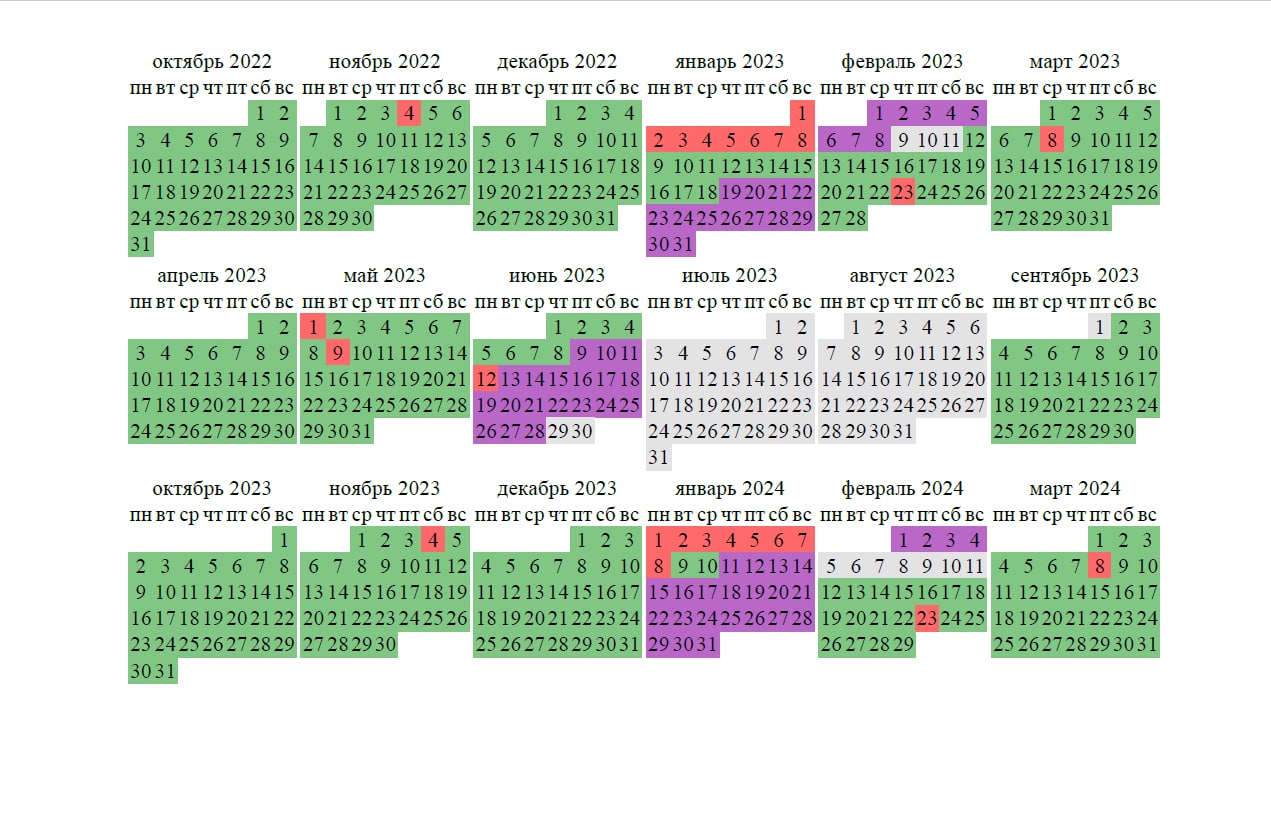 октябрь 2022 ноябрь 2022 декабрь 2022 январь 2023 февраль 2023 март 2023
пн вт ср чт пт сб вс пн вт ср чт пт сб вс пн вт ср чт пт сб вс пн вт ср чт пт сб вс пн вт ср чт пт сб вс пн вт ср чт пт сб вс
1 2 1 2 3 4 5 6 1 2 3 4 1 1 2 3 4 5 1 2 3 4 5
3 4 5 6 7 8 9 7 8 9 10 11 12 13 5 6 7 8 9 10 11 2 3 4 5 6 7 8 6 7 8 9 10 11 12 6 7 8 9 10 11 12
10 11 12 13 14 15 16 14 15 16 17 18 19 20 12 13 14 15 16 17 18 9 10 11 12 13 14 15 13 14 15 16 17 18 19 13 14 15 16 17 18 19
17 18 19 20 21 22 23 21 22 23 24 25 26 27 19 20 21 22 23 24 25 16 17 18 19 20 21 22 20 21 22 23 24 25 26 20 21 22 23 24 25 26
24 25 26 27 28 29 30 28 29 30 26 27 28 29 30 31 23 24 25 26 27 28 29 27 28 27 28 29 30 31
31 30 31
апрель 2023 май 2023 июнь 2023 июль 2023 август 2023 сентябрь 2023
пн вт ср чт пт сб вс пн вт ср чт пт сб вс пн вт ср чт пт сб вс пн вт ср чт пт сб вс пн вт ср чт пт сб вс пн вт ср чт пт сб вс
1 2 1 2 3 4 5 6 7 1 2 3 4 1 2 1 2 3 4 5 6 1 2 3
3 4 5 6 7 8 9 8 9 10 11 12 13 14 5 6 7 8 9 10 11 3 4 5 6 7 8 9 7 8 9 10 11 12 13 4 5 6 7 8 9 10
10 11 12 13 14 15 16 15 16 17 18 19 20 21 12 13 14 15 16 17 18 10 11 12 13 14 15 16 14 15 16 17 18 19 20 11 12 13 14 15 16 17
17 18 19 20 21 22 23 22 23 24 25 26 27 28 19 20 21 22 23 24 25 17 18 19 20 21 22 23 21 22 23 24 25 26 27 18 19 20 21 22 23 24
24 25 26 27 28 29 30 29 30 31 26 27 28 29 30 24 25 26 27 28 29 30 28 29 30 31 25 26 27 28 29 30
31
октябрь 2023 ноябрь 2023 декабрь 2023 январь 2024 февраль 2024 март 2024
пн вт ср чт пт сб вс пн вт ср чт пт сб вс пн вт ср чт пт сб вс пн вт ср чт пт сб вс пн вт ср чт пт сб вс пн вт ср чт пт сб вс
1 1 2 3 4 5 1 2 3 1 2 3 4 5 6 7 1 2 3 4 1 2 3
2 3 4 5 6 7 8 6 7 8 9 10 11 12 4 5 6 7 8 9 10 8 9 10 11 12 13 14 5 6 7 8 9 10 11 4 5 6 7 8 9 10
9 10 11 12 13 14 15 13 14 15 16 17 18 19 11 12 13 14 15 16 17 15 16 17 18 19 20 21 12 13 14 15 16 17 18 11 12 13 14 15 16 17
16 17 18 19 20 21 22 20 21 22 23 24 25 26 18 19 20 21 22 23 24 22 23 24 25 26 27 28 19 20 21 22 23 24 25 18 19 20 21 22 23 24
23 24 25 26 27 28 29 27 28 29 30 25 26 27 28 29 30 31 29 30 31 26 27 28 29 25 26 27 28 29 30 31
30 31